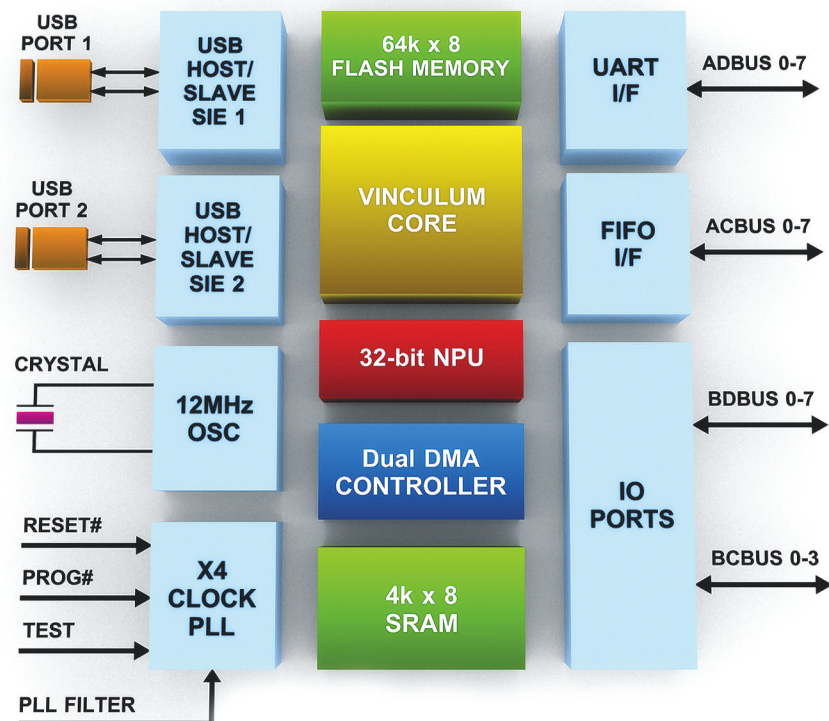 USB
PORT 1
USB
HOST/
SLAVE
SIE 1
64k x 8
FLASH MEMORY
UART
I/F
ADBUS 0-7
USB
PORT 2
USB
HOST/
SLAVE
SIE 2
VINCULUM
CORE
FIFO
I/F
ACBUS 0-7
CRYSTAL
12MHz
OSC
32-bit NPU
Dual DMA
CONTROLLER
BDBUS 0-7
IO
PORTS
BCBUS 0-3
RESET#
PROG#
TEST
X4
CLOCK
PLL
4k x 8
SRAM
PLL FILTER